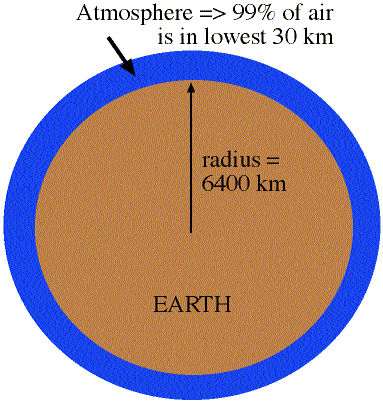 Atmosphere => 99% of air
is in lowest 30 km
radius =
6400 km
EARTH